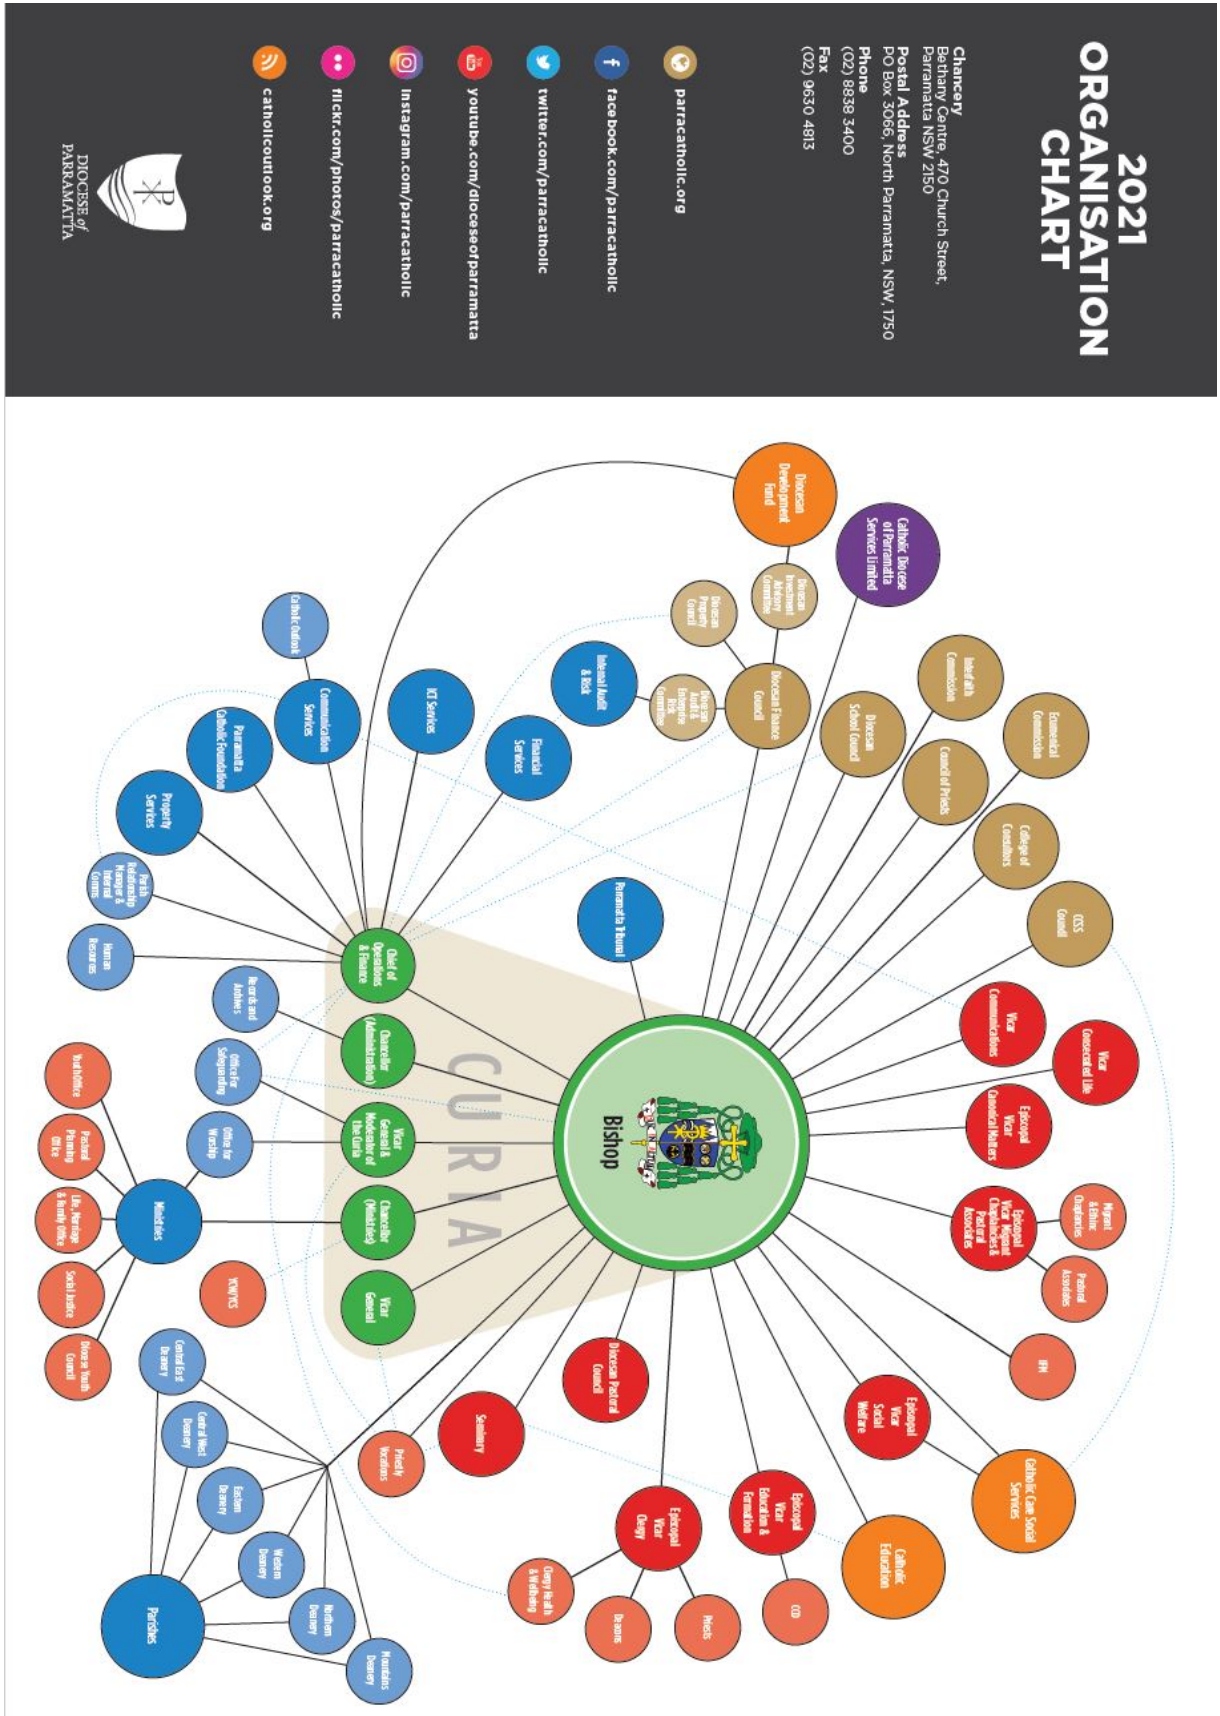 2021
ORGANISATION
CHART
Chancery
Bethany Centre, 470 Church Street,
Parramatta NSW 2150
Postal Address
PO Box 3066, North Parramatta, NSW, 1750
Phone
(02) 8838 3400
Fax
(02) 9630 4813
parracatholic.org
facebook.com/parracatholic
twitter.com/parracatholic
youtube.com/dioceseofparramatta
instagram.com/parracatholic
flickr.com/photos/parracatholic
catholicoutlook.org
DIOCESE of
PARRAMATTA
Diocesan
Development
Fund
Catholic Diocese
of Parramatta
Services Limited
Diocesan
Investment
Advisory
Committee
Diocesan
Property
Council
Diocesan
Audit &
Enterprise
Risk
Committee
Diocesan Finance
Council
Internal Audit
& Risk
Interfaith
Commission
Ecumenical
Commission
Diocesan
School Council
Council of Priests
College of
Consultors
CCSS
Council
Catholic Outlook
Communication
Services
ICT Services
Financial
Services
Parramatta
Catholic Foundation
Property
Services
Parish
Relationship
Manager &
Internal
Comms
Human
Resources
Parramatta Tribunal
Vicar
Communications
Vicar
Consecrated Life
Episcopal
Vicar
Canonical Matters
Episcopal
Vicar Migrant
Chaplaincies &
Pastoral
Associates
Migrant
& Ethnic
Chaplaincies
Pastoral
Associates
IFM
Chief of
Operations
& Finance
Chancellor
(Administration)
Vicar
General &
Moderator of
the Curia
Chancellor
(Ministries)
Vicar
General
CURIA
Bishop
Records and
Archives
Office For
Safeguarding
Office for
Worship
Ministries
Youth Office
Pastoral
Planning
Office
Life, Marriage
& Family Office
Social Justice
Diocese Youth
Council
YCW/YCS
Central East
Deanery
Central West
Deanery
Eastern
Deanery
Western
Deanery
Northern
Deanery
Mountains
Deanery
Parishes
Priestly
Vocations
Seminary
Diocesan Pastoral
Council
Episcopal
Vicar
Clergy
Clergy Health
& Wellbeing
Deacons
Priests
Episcopal
Vicar
Education &
Formation
CCD
Catholic
Education
Episcopal
Vicar
Social
Welfare
Catholic Care Social
Services